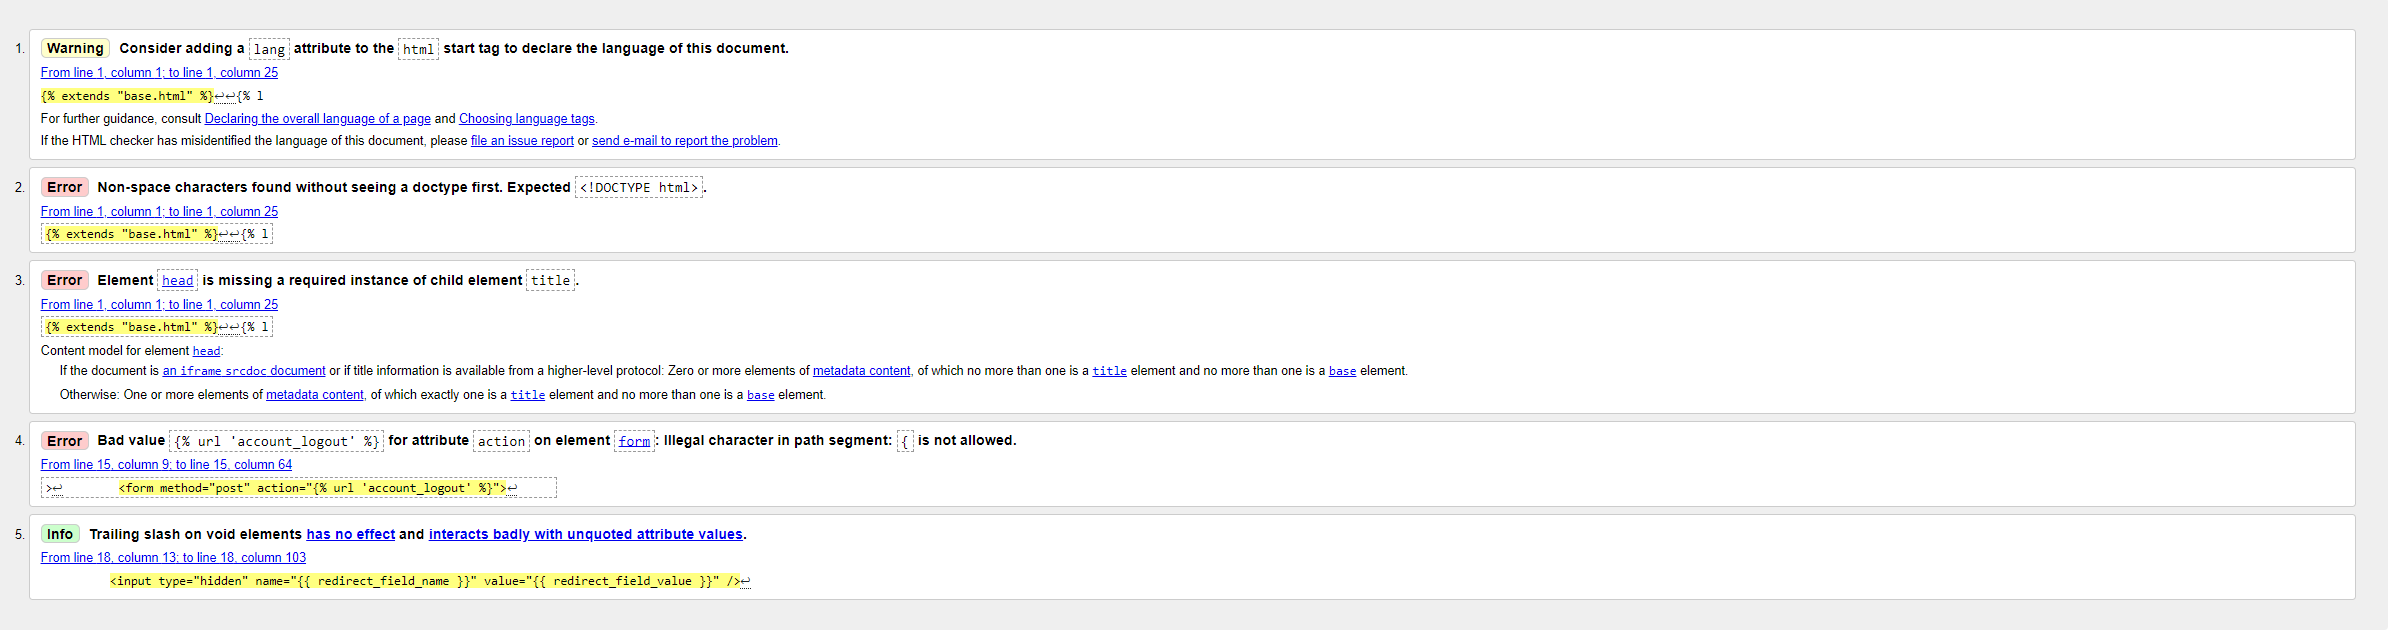 1. Warning Consider adding a lang attribute to the html start tag to declare the language of this document.
From line 1, column 1; to line 1, column 25
{% extends "base.html" %}↩↩{% l
For further guidance, consult Declaring the overall language of a page and Choosing language tags.
If the HTML checker has misidentified the language of this document, please file an issue report or send e-mail to report the problem.
2. Error Non-space characters found without seeing a doctype first. Expected <!DOCTYPE html>.
From line 1, column 1; to line 1, column 25
{% extends "base.html" %}↩↩{% l
3. Error Element head is missing a required instance of child element title.
From line 1, column 1; to line 1, column 25
{% extends "base.html" %}↩↩{% l
Content model for element head:
If the document is an iframe srcdoc document or if title information is available from a higher-level protocol: Zero or more elements of metadata content, of which no more than one is a title element and no more than one is a base element.
Otherwise: One or more elements of metadata content, of which exactly one is a title element and no more than one is a base element.
4. Error Bad value {% url 'account_logout' %} for attribute action on element form: Illegal character in path segment: { is not allowed.
From line 15, column 9; to line 15, column 64
>↩ <form method="post" action="{% url 'account_logout' %}">↩
5. Info Trailing slash on void elements has no effect and interacts badly with unquoted attribute values.
From line 18, column 13; to line 18, column 103
<input type="hidden" name="{{ redirect_field_name }}" value="{{ redirect_field_value }}" />↩